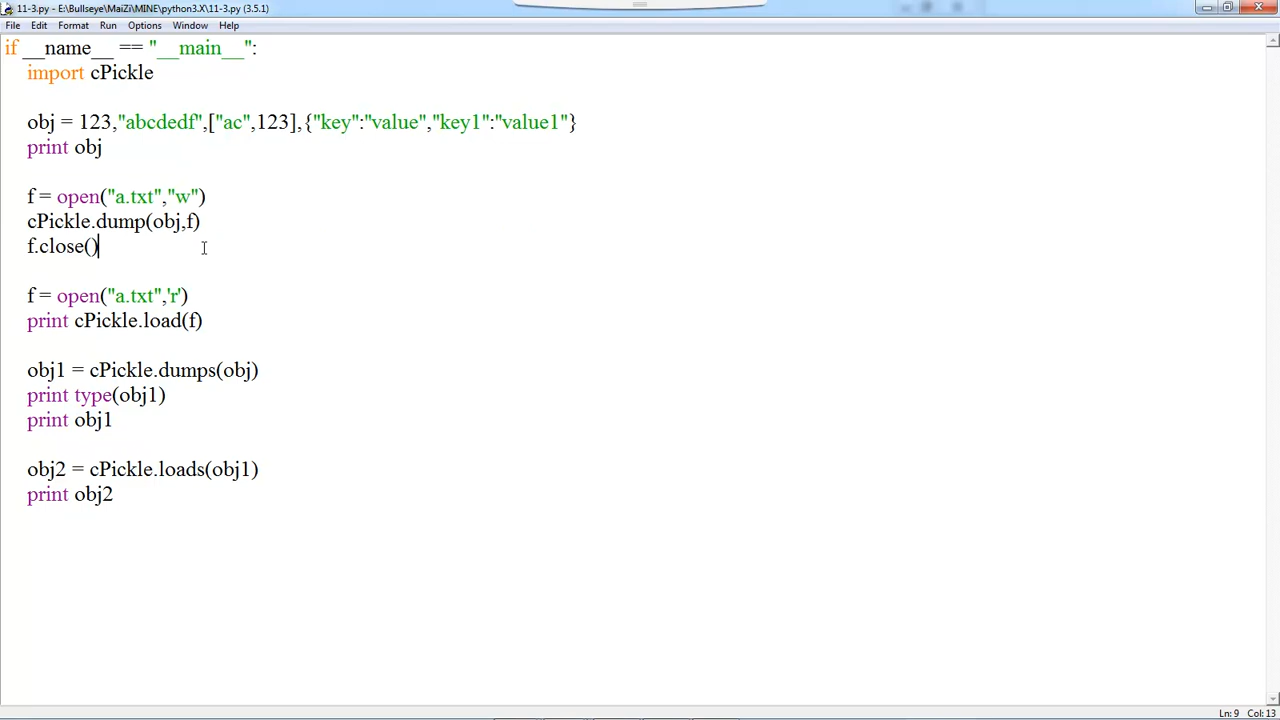 11-3.py - E:\Bullseye\MaiZi\MINE\python3.X\11-3.py (3.5.1)
File Edit Format Run Options Window Help
if __name__ == "__main__":
    import cPickle

    obj = 123,"abcdedf",["ac",123],{"key":"value","key1":"value1"}
    print obj

    f = open("a.txt","w")
    cPickle.dump(obj,f)
    f.close()

    f = open("a.txt",'r')
    print cPickle.load(f)

    obj1 = cPickle.dumps(obj)
    print type(obj1)
    print obj1

    obj2 = cPickle.loads(obj1)
    print obj2
Ln: 9 Col: 13